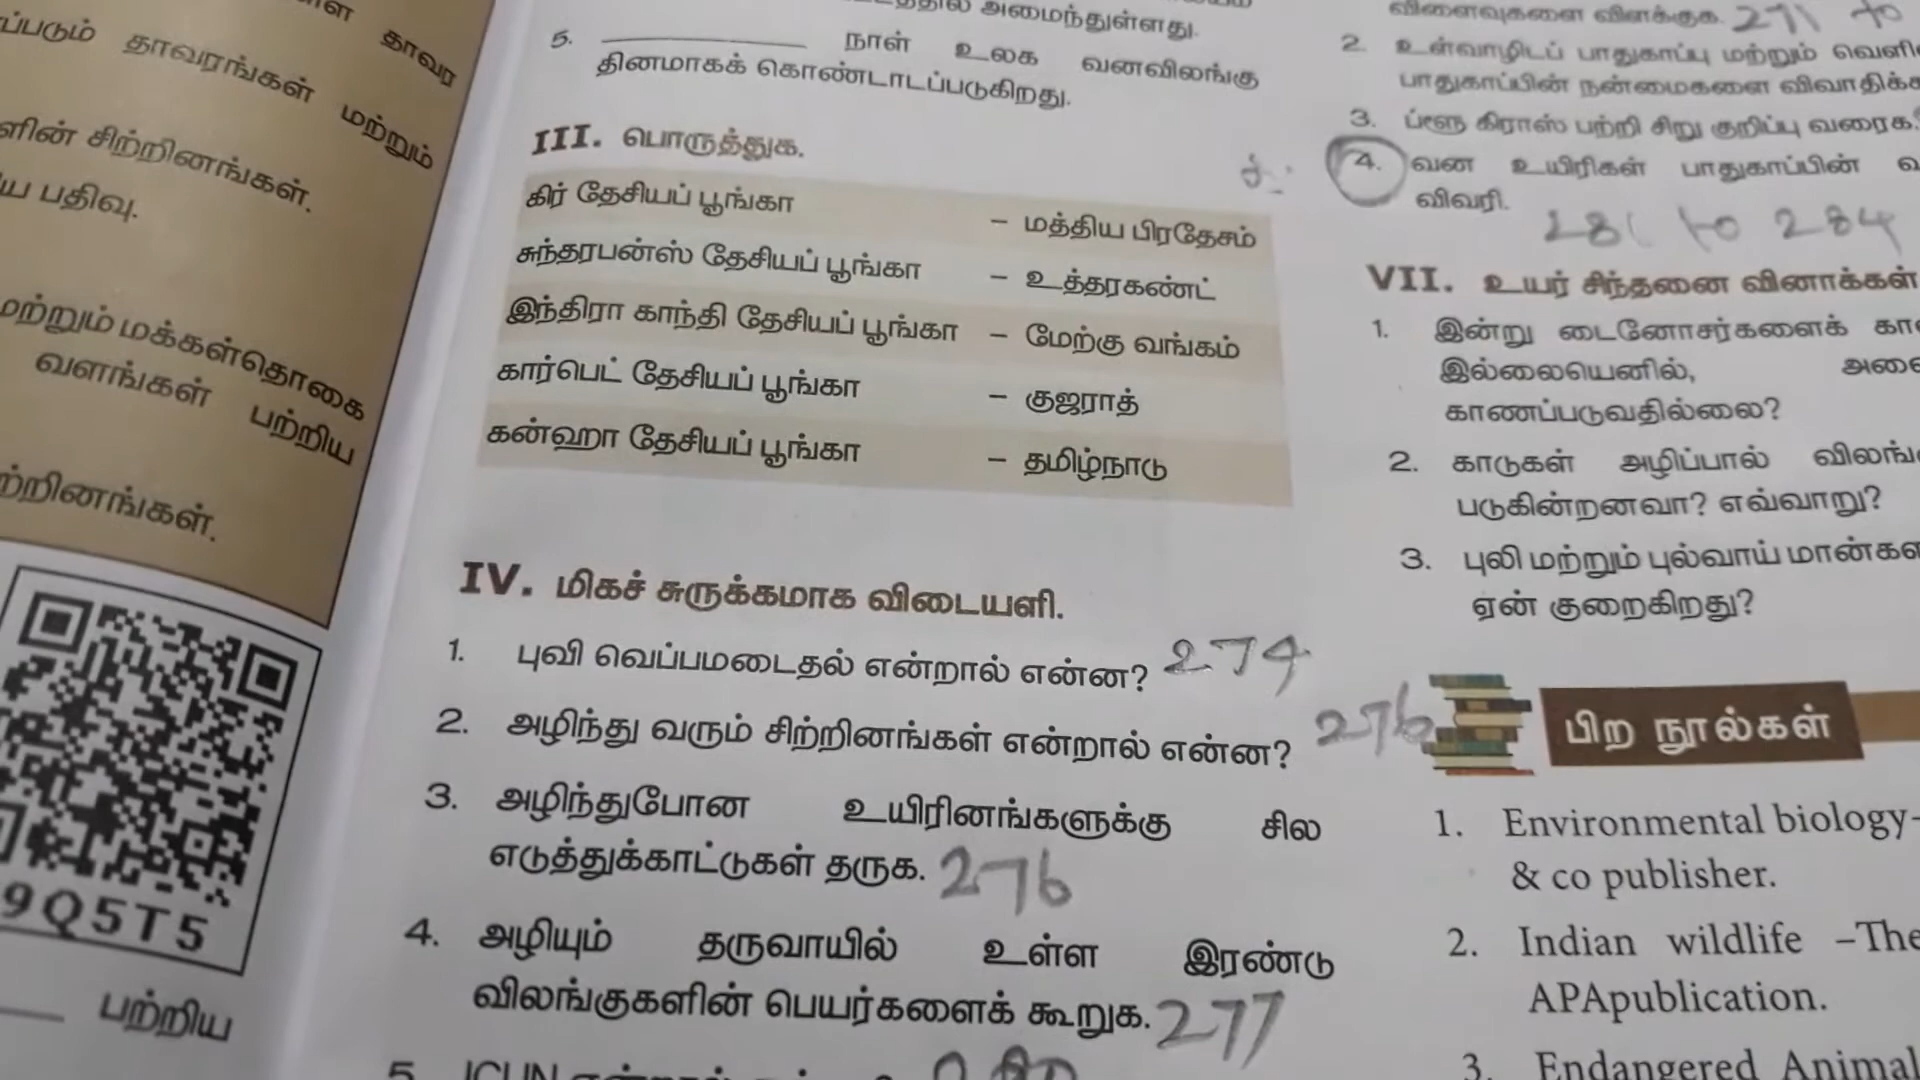 தாவர
ப்படும் தாவரங்கள் மற்றும்
ளின் சிற்றினங்கள்.
ய பதிவு.
மற்றும் மக்கள்தொகை
வளங்கள் பற்றிய
ற்றினங்கள்.
9Q5T5
பற்றிய
அமைந்துள்ளது.
5. ____________ நாள் உலக வனவிலங்கு
தினமாகக் கொண்டாடப்படுகிறது.
III. பொருத்துக.
கிர் தேசியப் பூங்கா – மத்திய பிரதேசம்
சுந்தரபன்ஸ் தேசியப் பூங்கா – உத்தரகண்ட்
இந்திரா காந்தி தேசியப் பூங்கா – மேற்கு வங்கம்
கார்பெட் தேசியப் பூங்கா – குஜராத்
கன்ஹா தேசியப் பூங்கா – தமிழ்நாடு
IV. மிகச் சுருக்கமாக விடையளி.
1. புவி வெப்பமடைதல் என்றால் என்ன? 274
2. அழிந்து வரும் சிற்றினங்கள் என்றால் என்ன? 276
3. அழிந்துபோன உயிரினங்களுக்கு சில
எடுத்துக்காட்டுகள் தருக. 276
4. அழியும் தருவாயில் உள்ள இரண்டு
விலங்குகளின் பெயர்களைக் கூறுக. 277
விளைவுகளை விளக்குக. 271 to
2. உள்வாழிடப் பாதுகாப்பு மற்றும் வெளி
பாதுகாப்பின் நன்மைகளை விவாதிக்க
3. ப்ளூ கிராஸ் பற்றி சிறு குறிப்பு வரைக.
4. வன உயிரிகள் பாதுகாப்பின் வ
விவரி.
281 to 284
VII. உயர் சிந்தனை வினாக்கள்
1. இன்று டைனோசர்களைக் கா
இல்லையெனில், அவை
காணப்படுவதில்லை?
2. காடுகள் அழிப்பால் விலங்
படுகின்றனவா? எவ்வாறு?
3. புலி மற்றும் புல்வாய் மான்கள
ஏன் குறைகிறது?
பிற நூல்கள்
1. Environmental biology-
& co publisher.
2. Indian wildlife –The
APApublication.
3. Endangered Animal